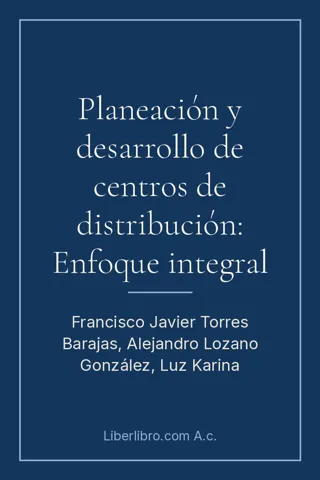 Planeación y
desarrollo de
centros de
distribución:
Enfoque integral
Francisco Javier Torres
Barajas, Alejandro Lozano
González, Luz Karina
Liberlibro.com A.c.